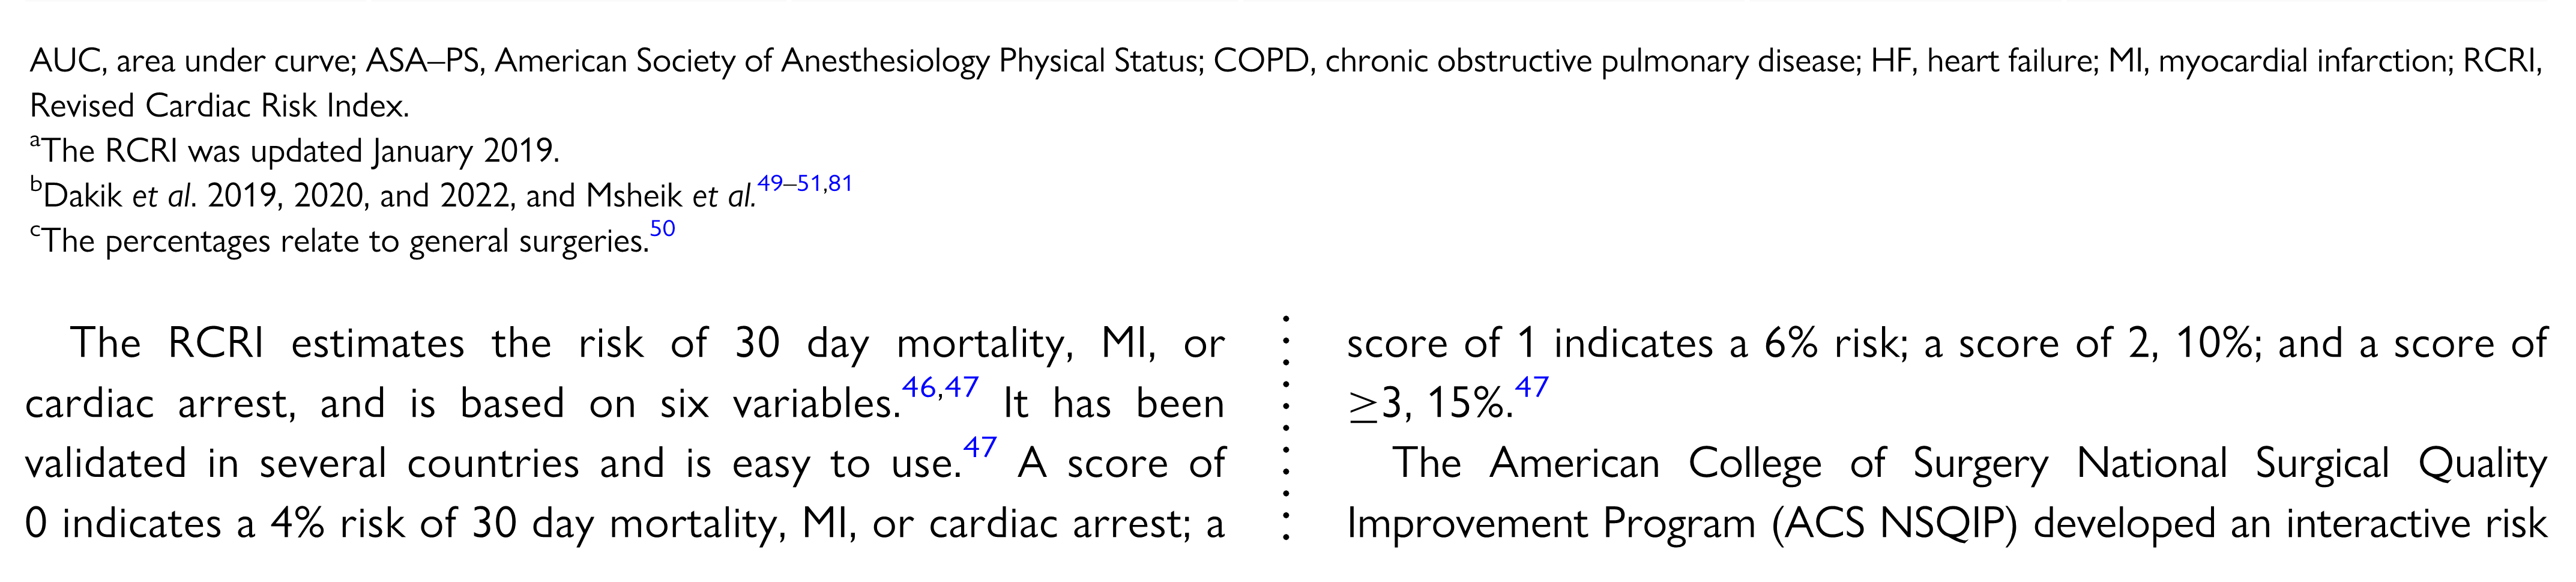 AUC, area under curve; ASA–PS, American Society of Anesthesiology Physical Status; COPD, chronic obstructive pulmonary disease; HF, heart failure; MI, myocardial infarction; RCRI,
Revised Cardiac Risk Index.
aThe RCRI was updated January 2019.
bDakik et al. 2019, 2020, and 2022, and Msheik et al.49–51,81
cThe percentages relate to general surgeries.50
The RCRI estimates the risk of 30 day mortality, MI, or
cardiac arrest, and is based on six variables.46,47 It has been
validated in several countries and is easy to use.47 A score of
0 indicates a 4% risk of 30 day mortality, MI, or cardiac arrest; a
score of 1 indicates a 6% risk; a score of 2, 10%; and a score of
≥3, 15%.47
The American College of Surgery National Surgical Quality
Improvement Program (ACS NSQIP) developed an interactive risk